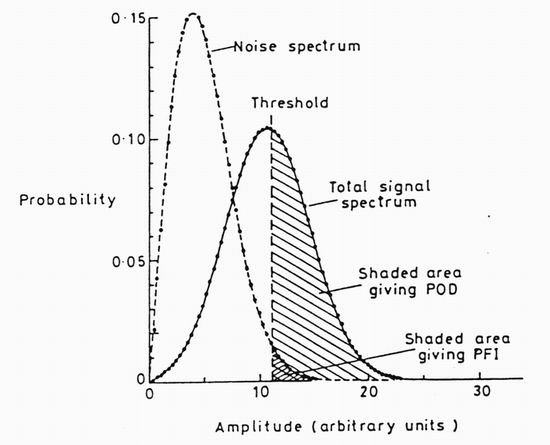 0·15
Noise spectrum
Threshold
0·10
Probability
Total signal
spectrum
0·05
Shaded area
giving POD
Shaded area
giving PFI
0
0
10
20
30
Amplitude (arbitrary units )